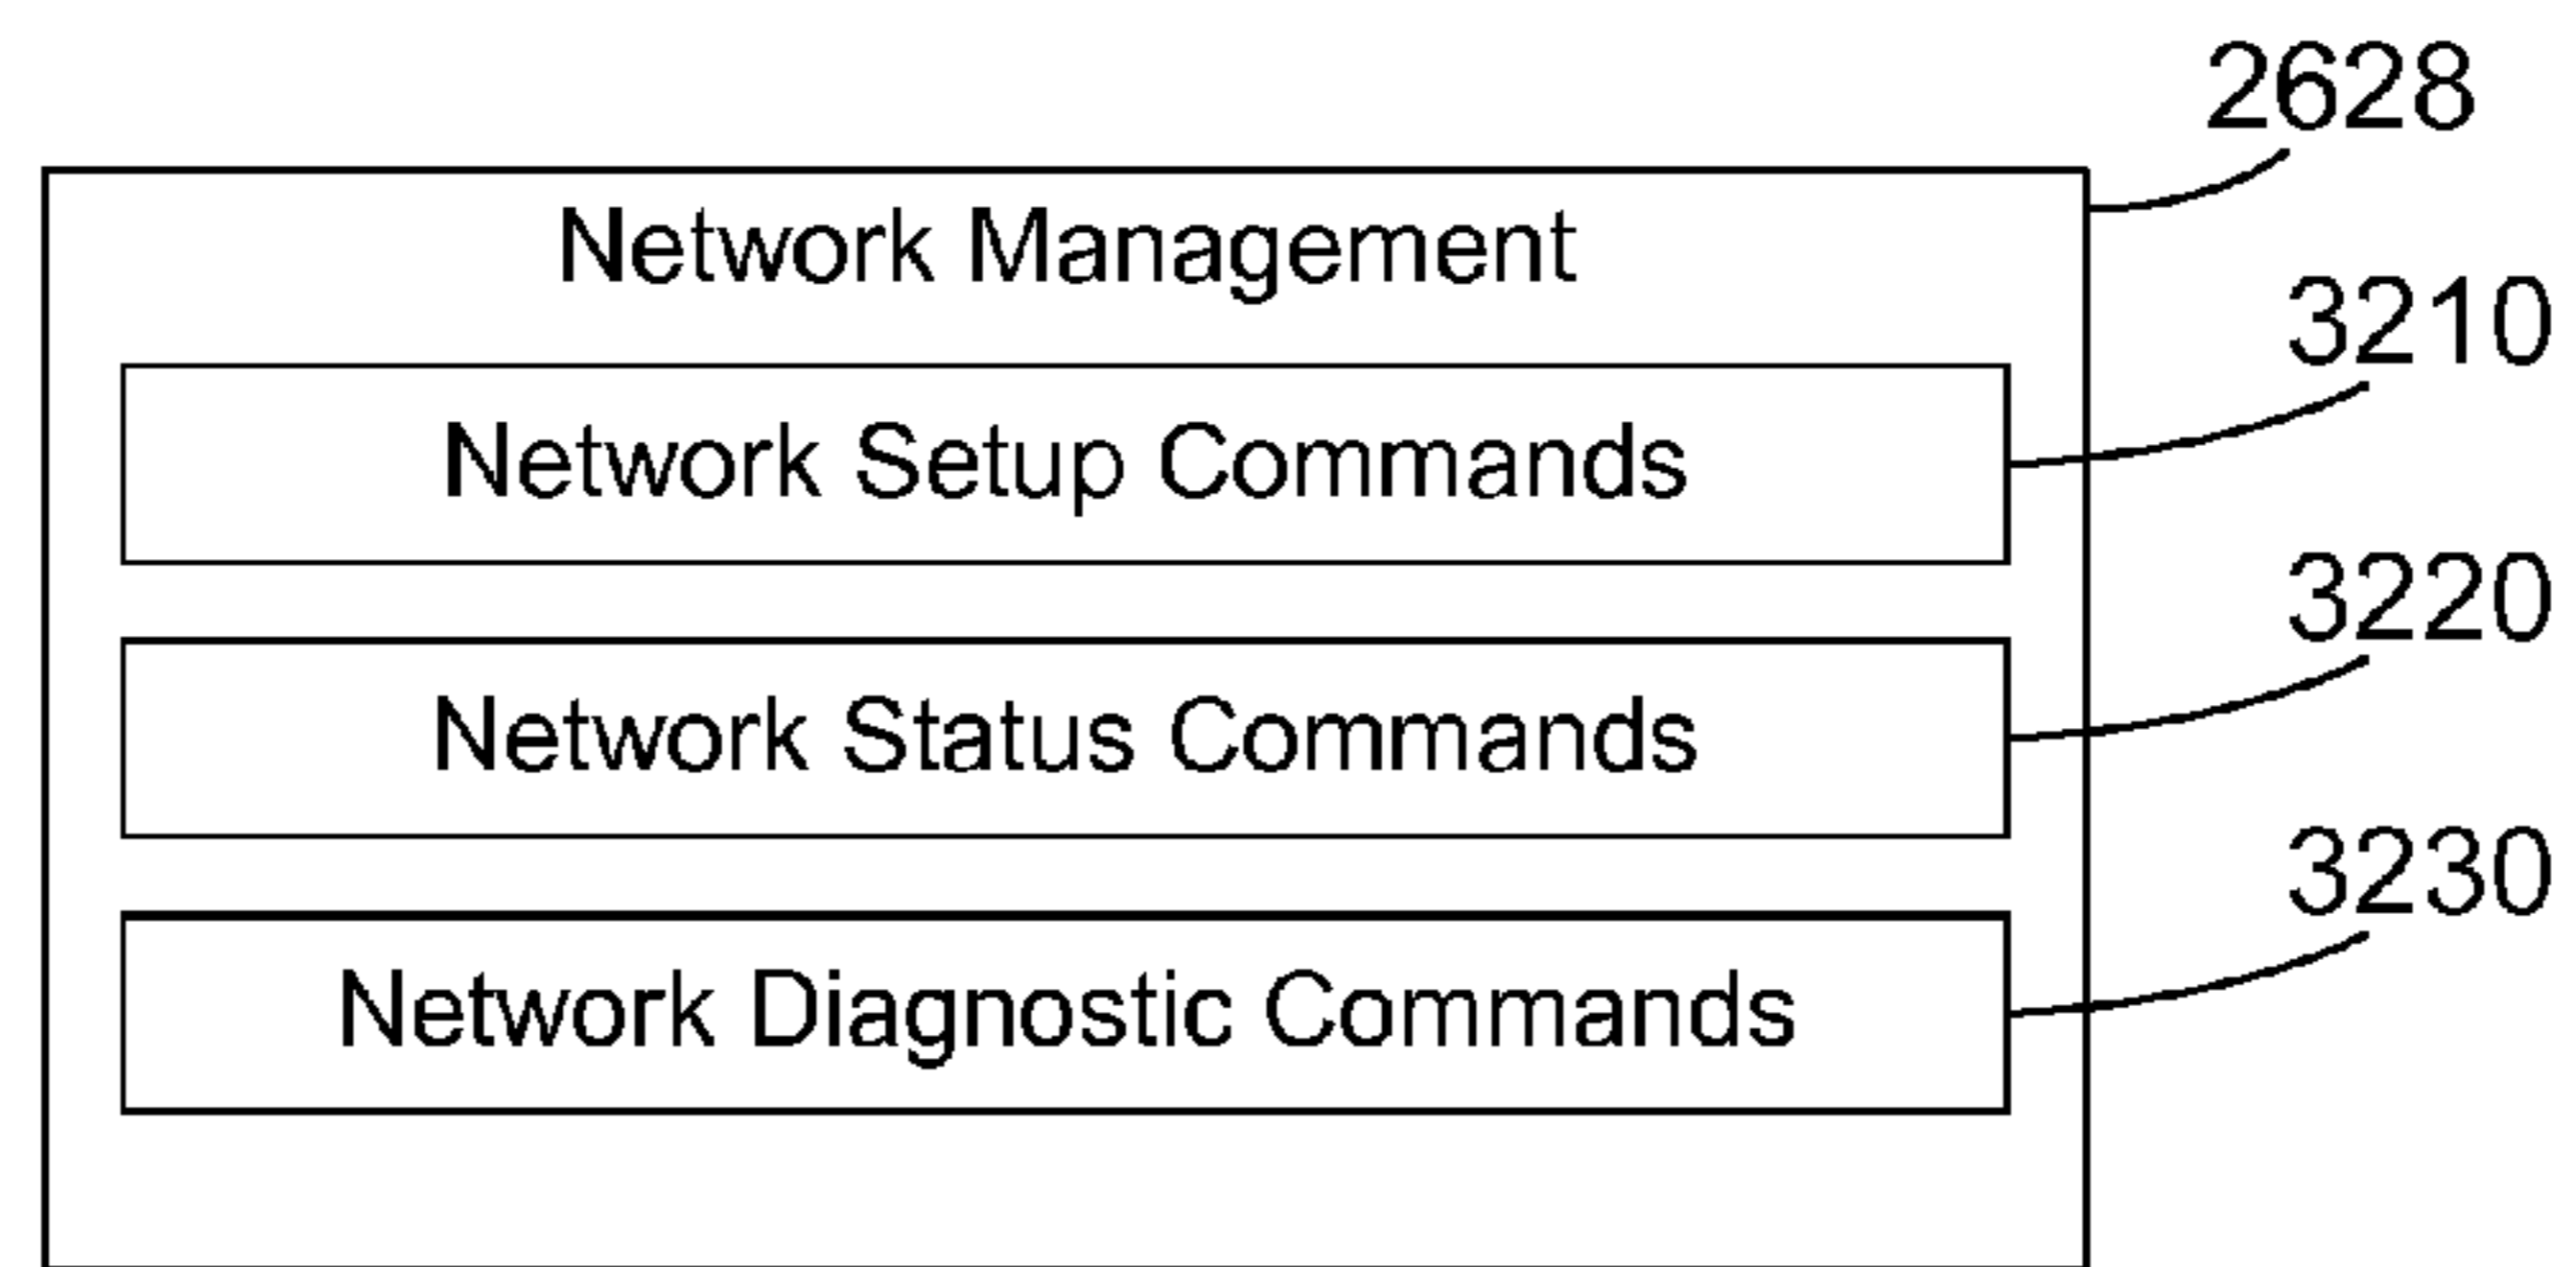 2628
Network Management
3210
Network Setup Commands
3220
Network Status Commands
3230
Network Diagnostic Commands